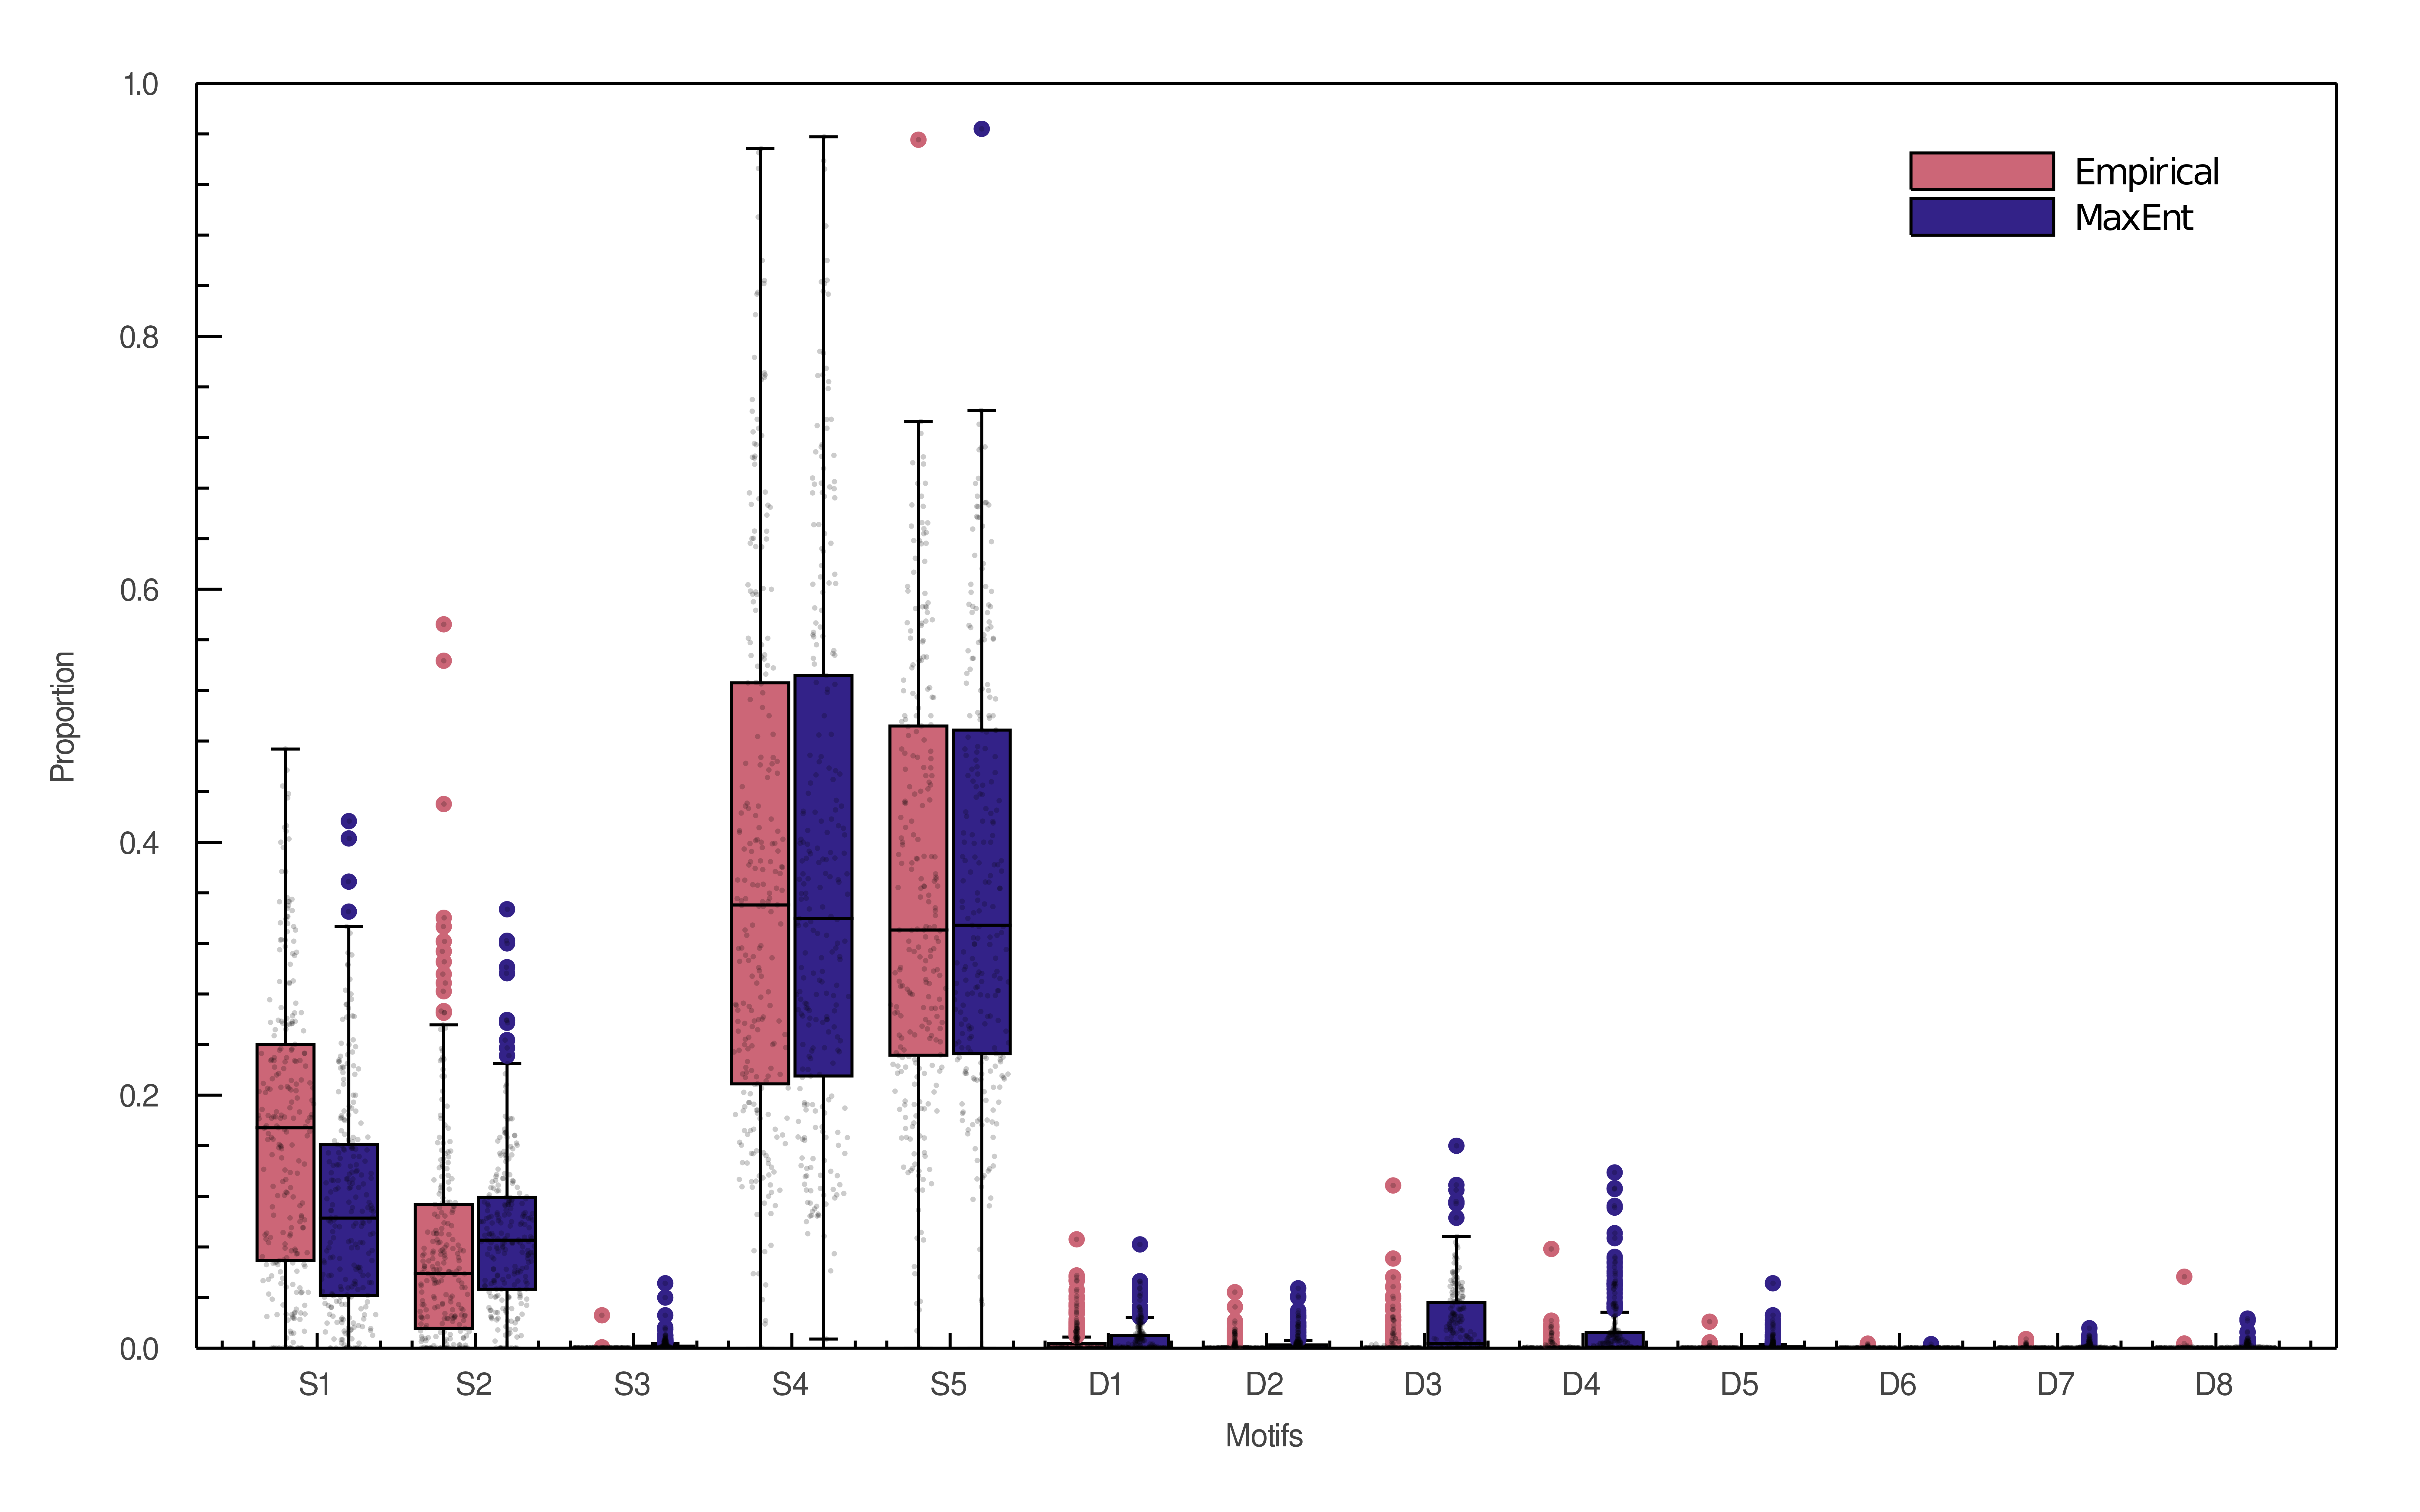 1.0
0.8
0.6
0.4
0.2
0.0
Proportion
Empirical
MaxEnt
S1 S2 S3 S4 S5 D1 D2 D3 D4 D5 D6 D7 D8
Motifs